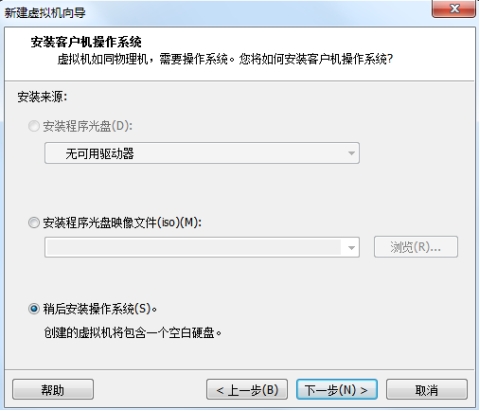 新建虚拟机向导
安装客户机操作系统
虚拟机如同物理机，需要操作系统。您将如何安装客户机操作系统?
安装来源:
安装程序光盘(D):
无可用驱动器
安装程序光盘映像文件(iso)(M):
浏览(R)...
稍后安装操作系统(S)。
创建的虚拟机将包含一个空白硬盘。
帮助
< 上一步(B)
下一步(N) >
取消